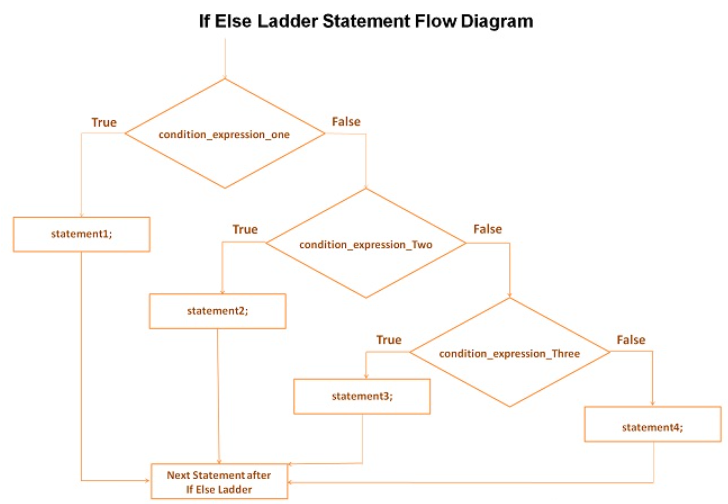 If Else Ladder Statement Flow Diagram
True
False
condition_expression_one
statement1;
True
False
condition_expression_Two
statement2;
True
False
condition_expression_Three
statement3;
statement4;
Next Statement after
If Else Ladder